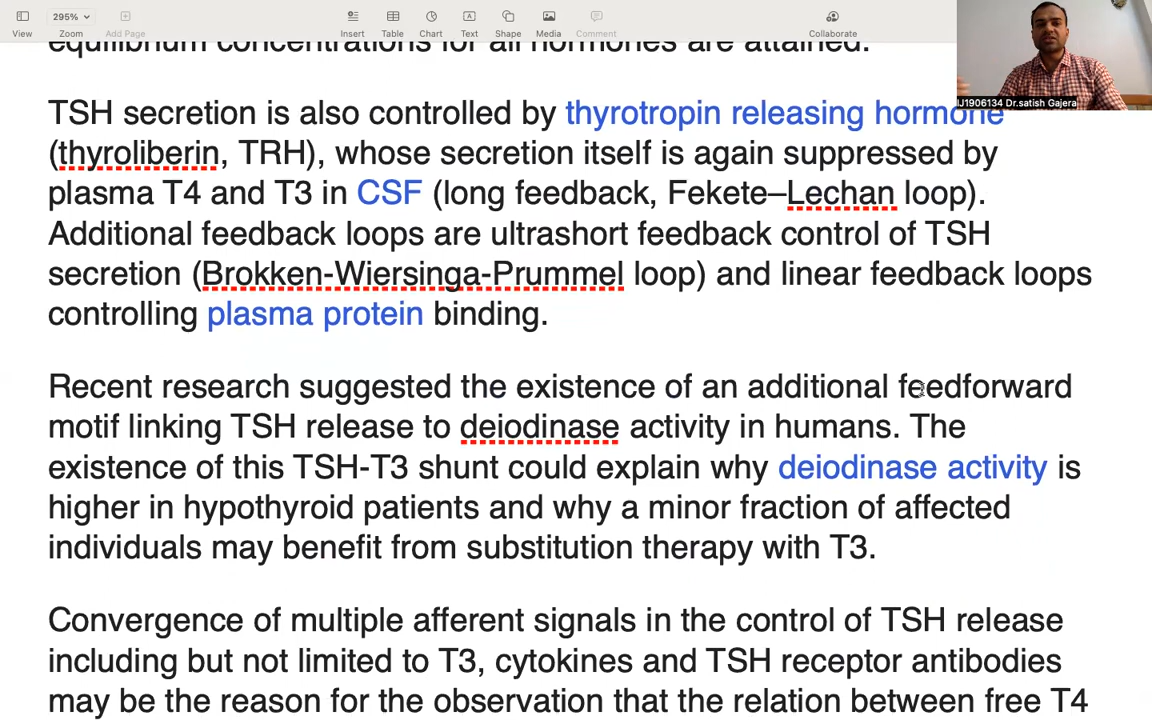 295%
View
Zoom
Add Page
Insert
Table
Chart
Text
Shape
Media
Comment
Collaborate
IJ1906134 Dr.satish Gajera
equilibrium concentrations for all hormones are attained.
TSH secretion is also controlled by thyrotropin releasing hormone
(thyroliberin, TRH), whose secretion itself is again suppressed by
plasma T4 and T3 in CSF (long feedback, Fekete–Lechan loop).
Additional feedback loops are ultrashort feedback control of TSH
secretion (Brokken-Wiersinga-Prummel loop) and linear feedback loops
controlling plasma protein binding.
Recent research suggested the existence of an additional feedforward
motif linking TSH release to deiodinase activity in humans. The
existence of this TSH-T3 shunt could explain why deiodinase activity is
higher in hypothyroid patients and why a minor fraction of affected
individuals may benefit from substitution therapy with T3.
Convergence of multiple afferent signals in the control of TSH release
including but not limited to T3, cytokines and TSH receptor antibodies
may be the reason for the observation that the relation between free T4